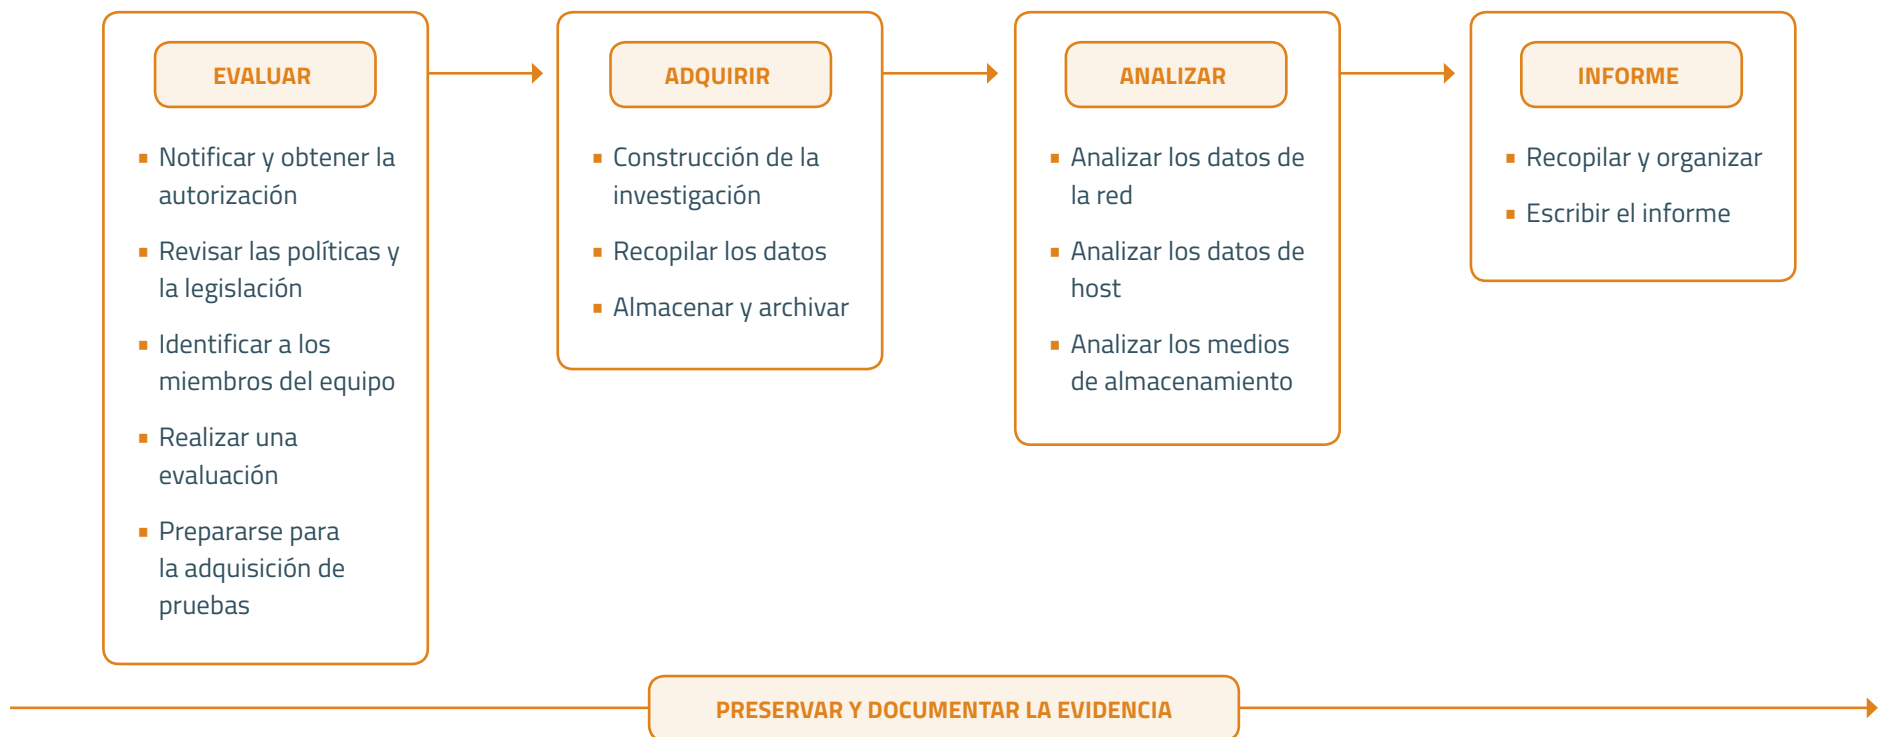 EVALUAR
Notificar y obtener la
autorización
Revisar las políticas y
la legislación
Identificar a los
miembros del equipo
Realizar una
evaluación
Prepararse para
la adquisición de
pruebas
ADQUIRIR
Construcción de la
investigación
Recopilar los datos
Almacenar y archivar
ANALIZAR
Analizar los datos de
la red
Analizar los datos de
host
Analizar los medios
de almacenamiento
INFORME
Recopilar y organizar
Escribir el informe
PRESERVAR Y DOCUMENTAR LA EVIDENCIA